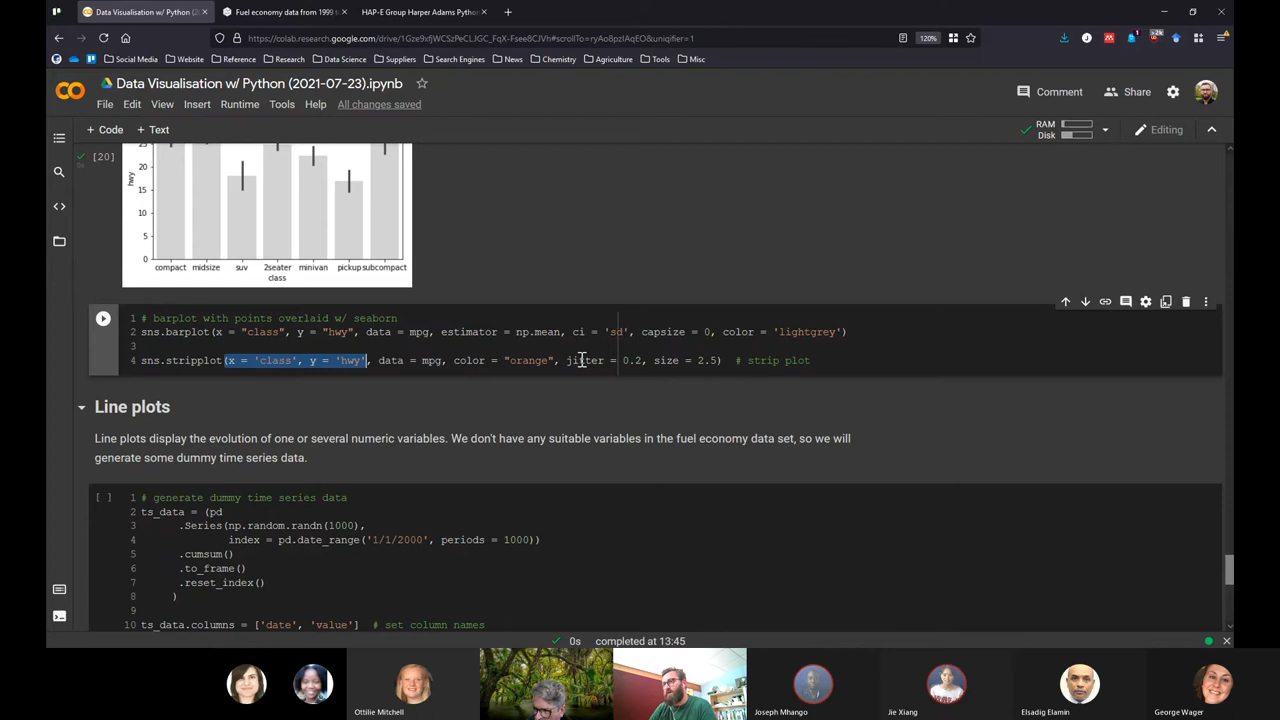 Data Visualisation w/ Python (20
Fuel economy data from 1999 t
HAP-E Group Harper Adams Python
https://colab.research.google.com/drive/1Gze9xfjWCSzPeCLJGC_FqX-Fsee8CJVh#scrollTo=ryAo8pzIAqEO&uniqifier=1
120%
Social Media Website Reference Research Data Science Suppliers Search Engines News Chemistry Agriculture Tools Misc
Data Visualisation w/ Python (2021-07-23).ipynb
File Edit View Insert Runtime Tools Help All changes saved
Comment Share
+ Code + Text
RAM
Disk
Editing
[20]
25
20
15
10
5
0
hwy
compact midsize suv 2seater minivan pickup subcompact
class
1 # barplot with points overlaid w/ seaborn
2 sns.barplot(x = "class", y = "hwy", data = mpg, estimator = np.mean, ci = 'sd', capsize = 0, color = 'lightgrey')
3
4 sns.stripplot(x = 'class', y = 'hwy', data = mpg, color = "orange", jitter = 0.2, size = 2.5) # strip plot
Line plots
Line plots display the evolution of one or several numeric variables. We don't have any suitable variables in the fuel economy data set, so we will
generate some dummy time series data.
[ ]
1 # generate dummy time series data
2 ts_data = (pd
3 .Series(np.random.randn(1000),
4 index = pd.date_range('1/1/2000', periods = 1000))
5 .cumsum()
6 .to_frame()
7 .reset_index()
8 )
9
10 ts_data.columns = ['date', 'value'] # set column names
0s completed at 13:45
Ottilie Mitchell
Joseph Mhango
Jie Xiang
Elsadig Elamin
George Wager